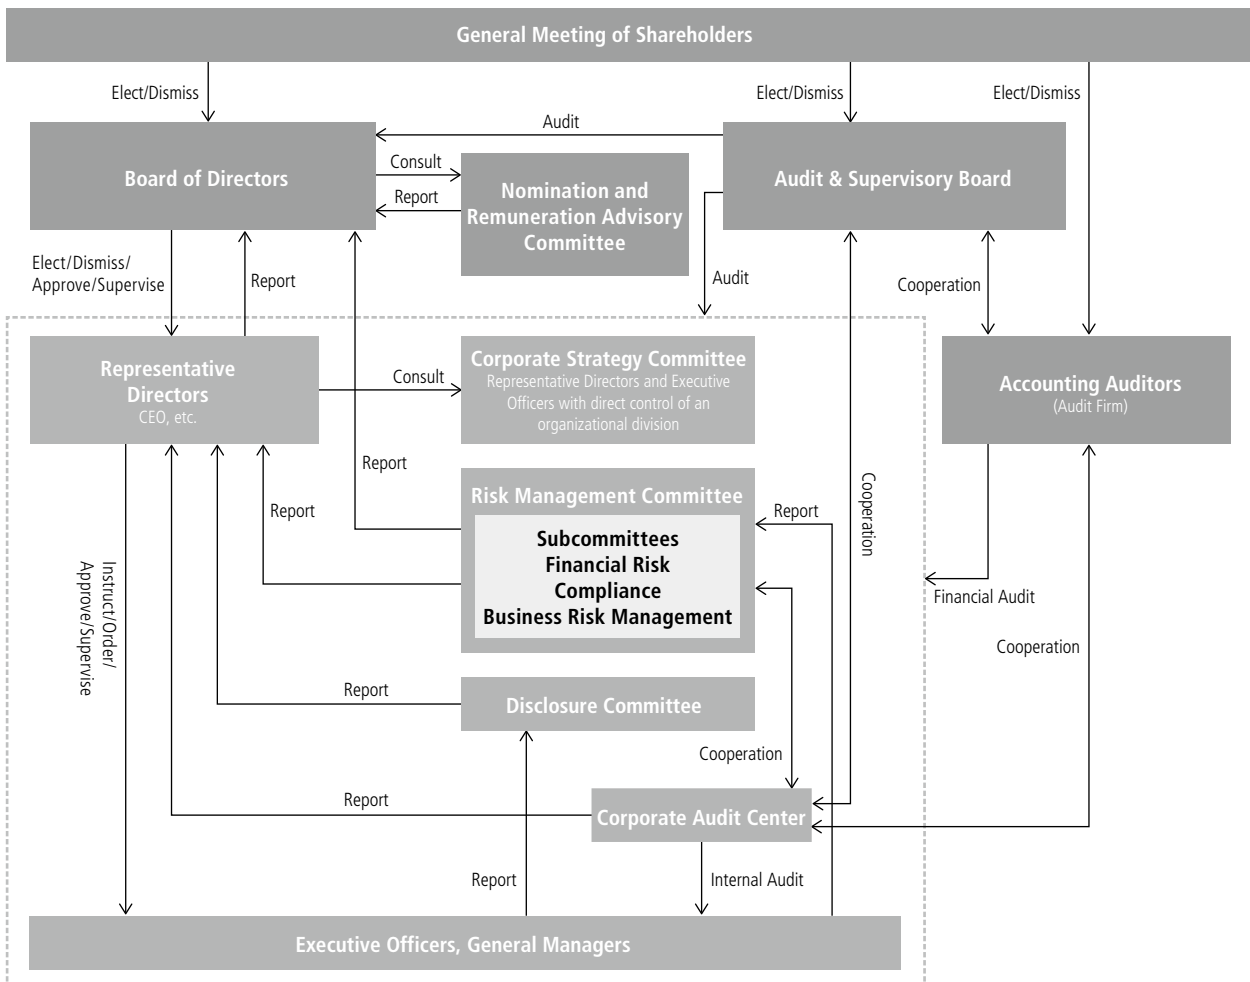 General Meeting of Shareholders
Elect/Dismiss
Elect/Dismiss
Elect/Dismiss
Audit
Board of Directors
Consult
Report
Nomination and
Remuneration Advisory
Committee
Audit & Supervisory Board
Elect/Dismiss/
Approve/Supervise
Report
Audit
Cooperation
Representative
Directors
CEO, etc.
Consult
Corporate Strategy Committee
Representative Directors and Executive
Officers with direct control of an
organizational division
Accounting Auditors
(Audit Firm)
Report
Report
Risk Management Committee
Subcommittees
Financial Risk
Compliance
Business Risk Management
Report
Cooperation
Financial Audit
Cooperation
Instruct/Order/
Approve/Supervise
Report
Disclosure Committee
Cooperation
Report
Corporate Audit Center
Report
Internal Audit
Executive Officers, General Managers